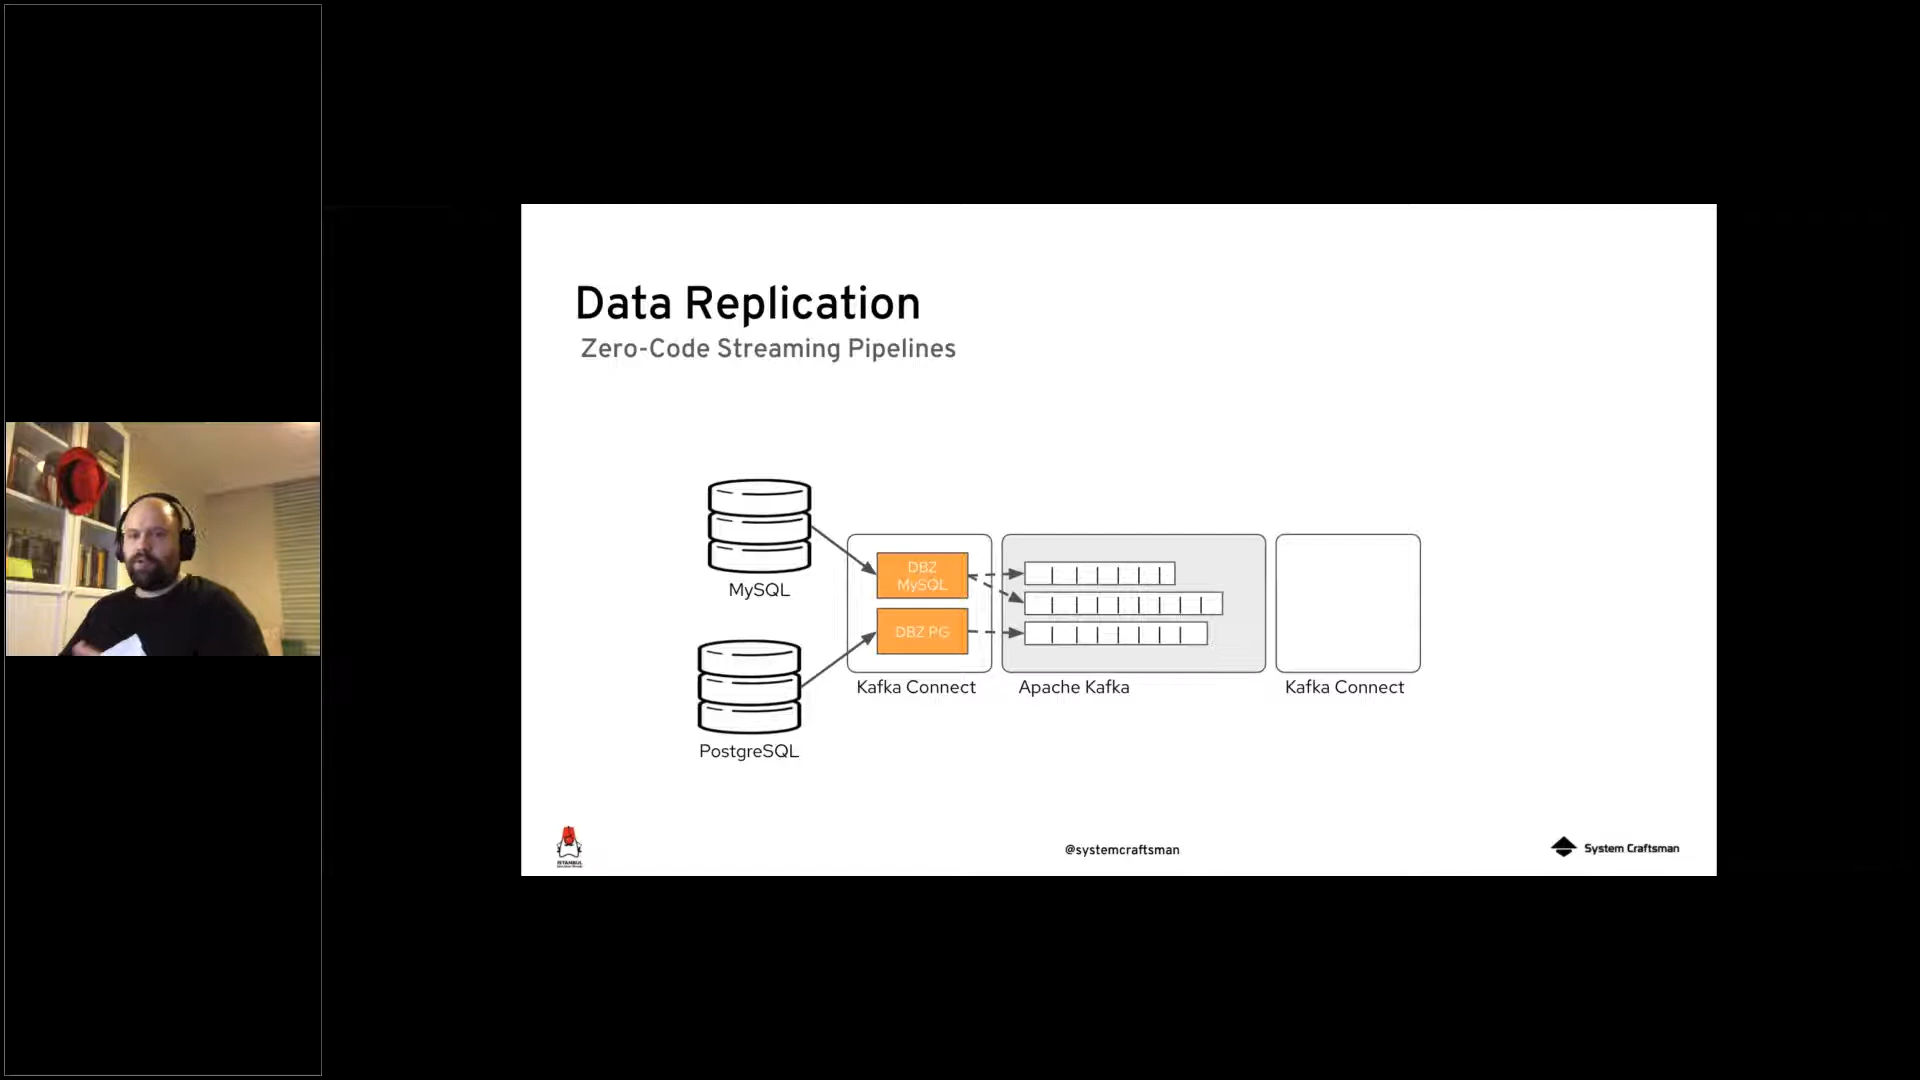 Data Replication
Zero-Code Streaming Pipelines
MySQL
DBZ
MySQL
DBZ PG
Kafka Connect
Apache Kafka
Kafka Connect
PostgreSQL
ISTANBUL
@systemcraftsman
System Craftsman